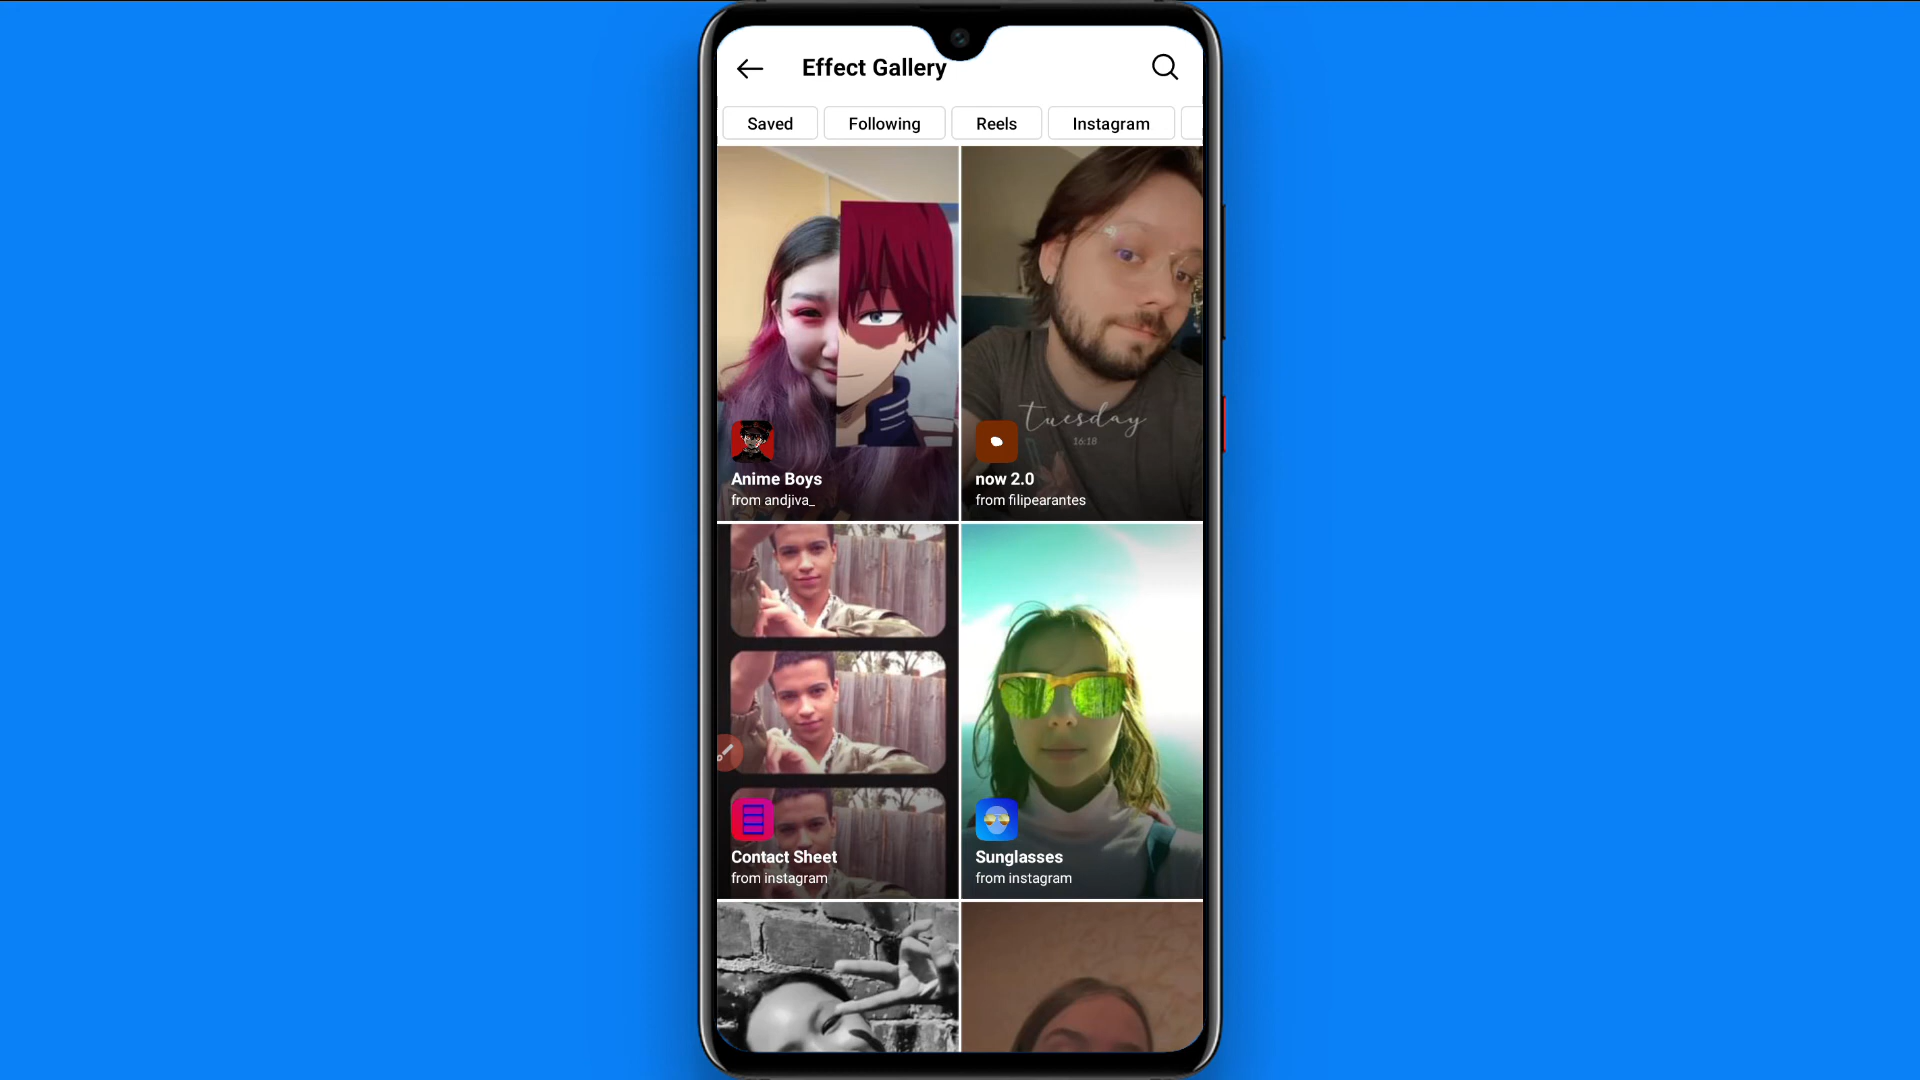 Effect Gallery
Saved
Following
Reels
Instagram
tuesday
16:18
Anime Boys
from andjiva_
now 2.0
from filipearantes
Contact Sheet
from instagram
Sunglasses
from instagram